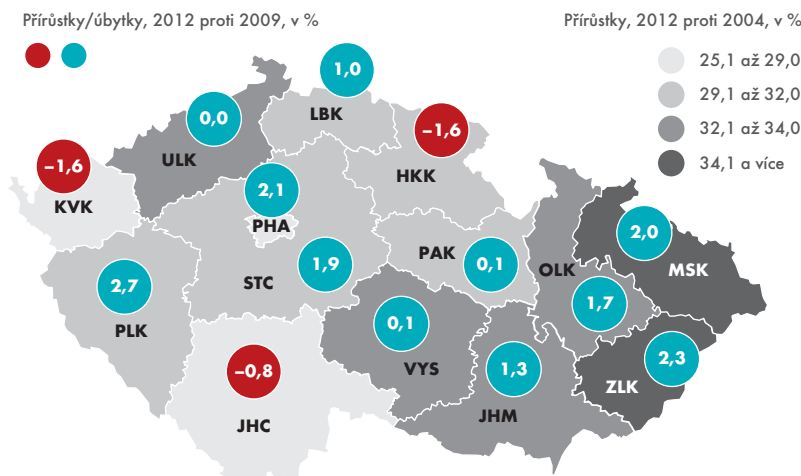 Přírůstky/úbytky, 2012 proti 2009, v %
Přírůstky, 2012 proti 2004, v %
25,1 až 29,0
29,1 až 32,0
32,1 až 34,0
34,1 a více
1,0
LBK
0,0
ULK
–1,6
HKK
–1,6
KVK
2,1
PHA
2,0
MSK
PAK
0,1
OLK
1,9
STC
2,7
PLK
1,7
0,1
VYS
2,3
ZLK
1,3
JHM
–0,8
JHC